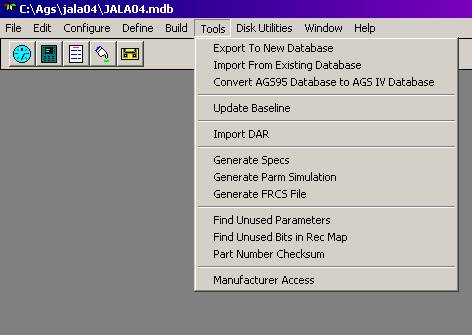 C:\Ags\jala04\JALA04.mdb
File Edit Configure Define Build Tools Disk Utilities Window Help
Export To New Database
Import From Existing Database
Convert AGS95 Database to AGS IV Database
Update Baseline
Import DAR
Generate Specs
Generate Parm Simulation
Generate FRCS File
Find Unused Parameters
Find Unused Bits in Rec Map
Part Number Checksum
Manufacturer Access